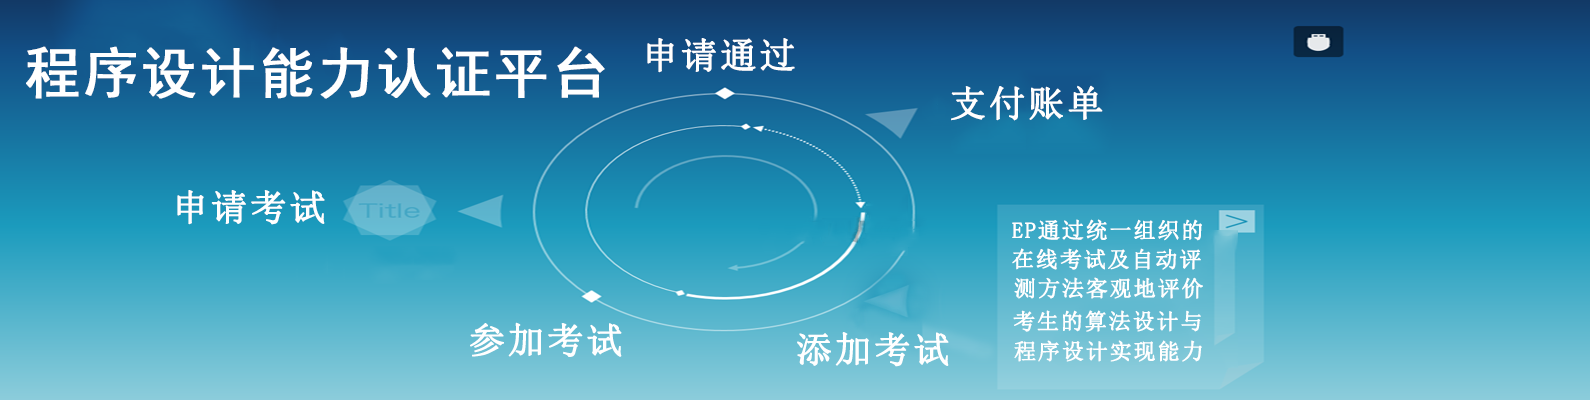 程序设计能力认证平台
申请通过
支付账单
申请考试
Title
EP通过统一组织的
在线考试及自动评
测方法客观地评价
考生的算法设计与
程序设计实现能力
参加考试
添加考试